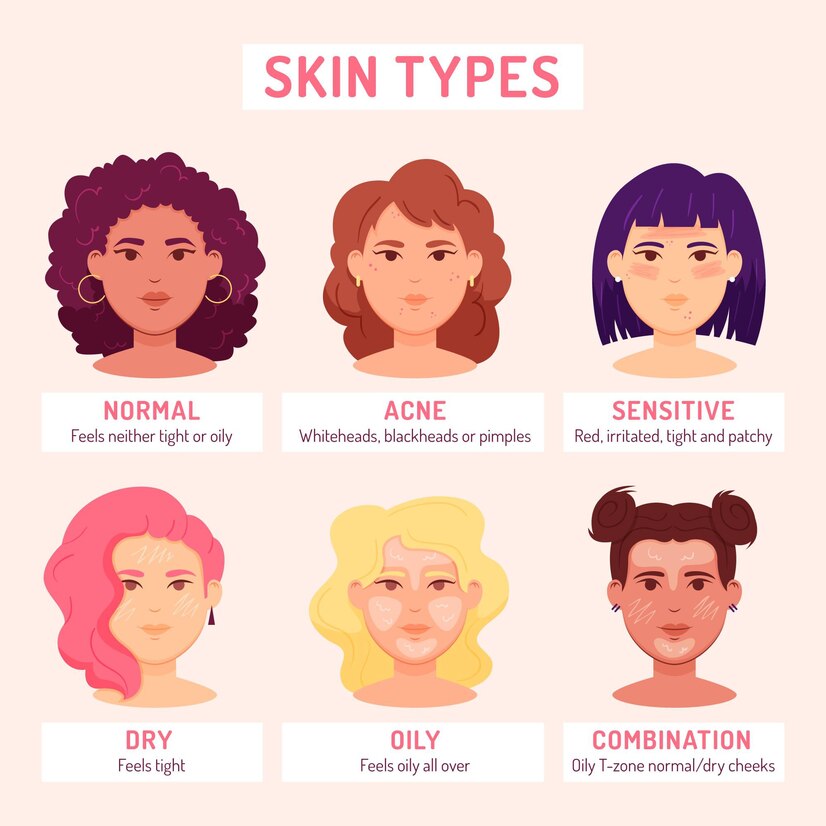 SKIN TYPES
NORMAL
Feels neither tight or oily
ACNE
Whiteheads, blackheads or pimples
SENSITIVE
Red, irritated, tight and patchy
DRY
Feels tight
OILY
Feels oily all over
COMBINATION
Oily T-zone normal/dry cheeks